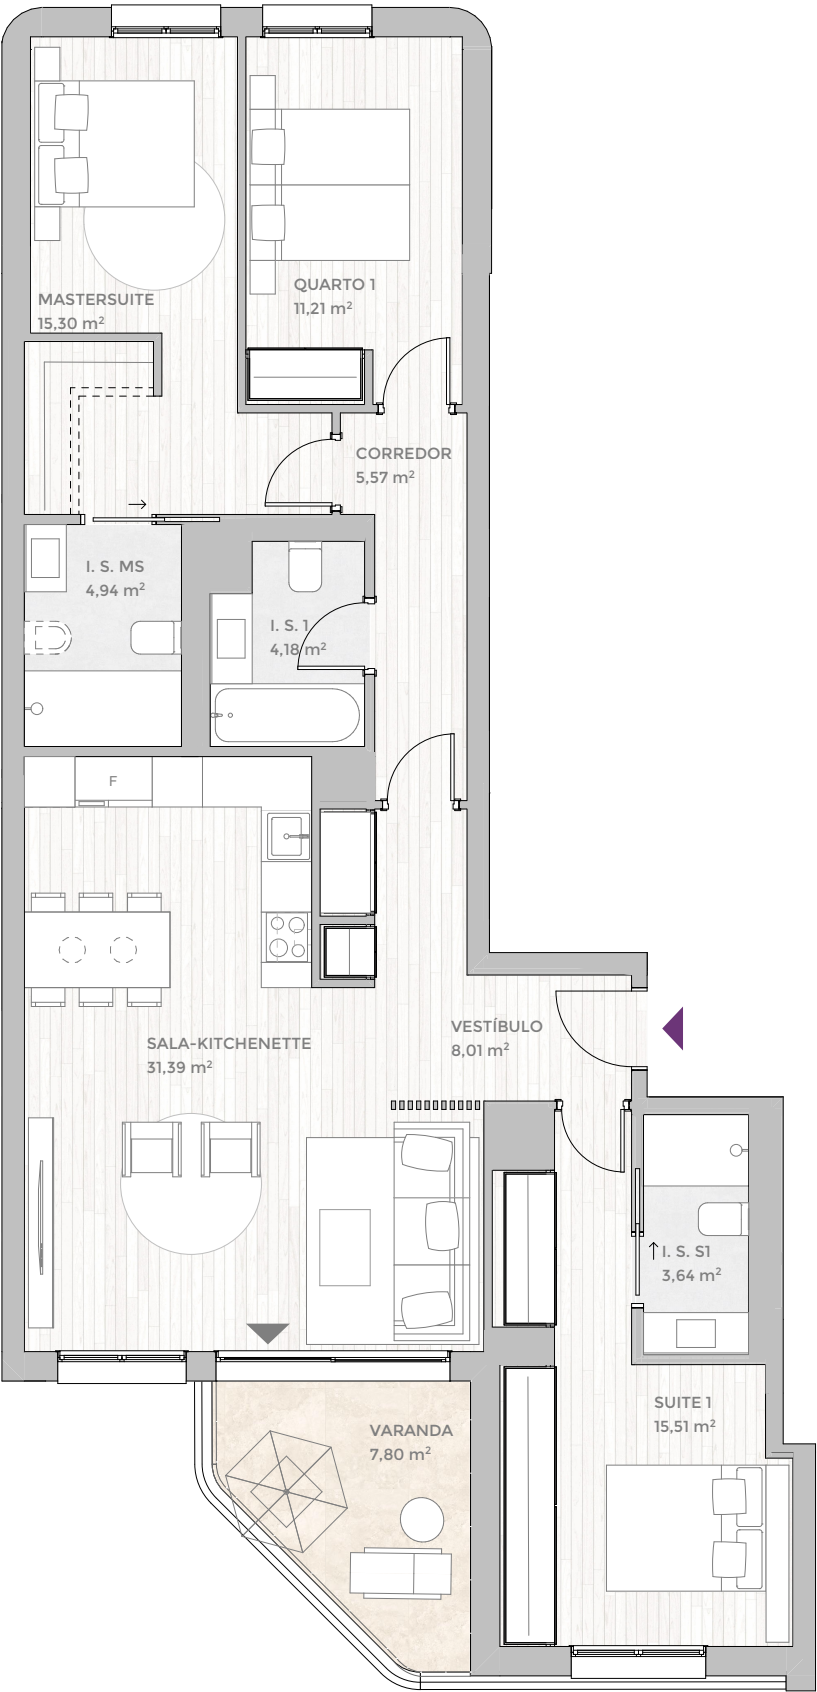 MASTERSUITE
15,30 m²
QUARTO 1
11,21 m²
CORREDOR
5,57 m²
I. S. MS
4,94 m²
I. S. 1
4,18 m²
F
SALA-KITCHENETTE
31,39 m²
VESTÍBULO
8,01 m²
I. S. S1
3,64 m²
SUITE 1
15,51 m²
VARANDA
7,80 m²